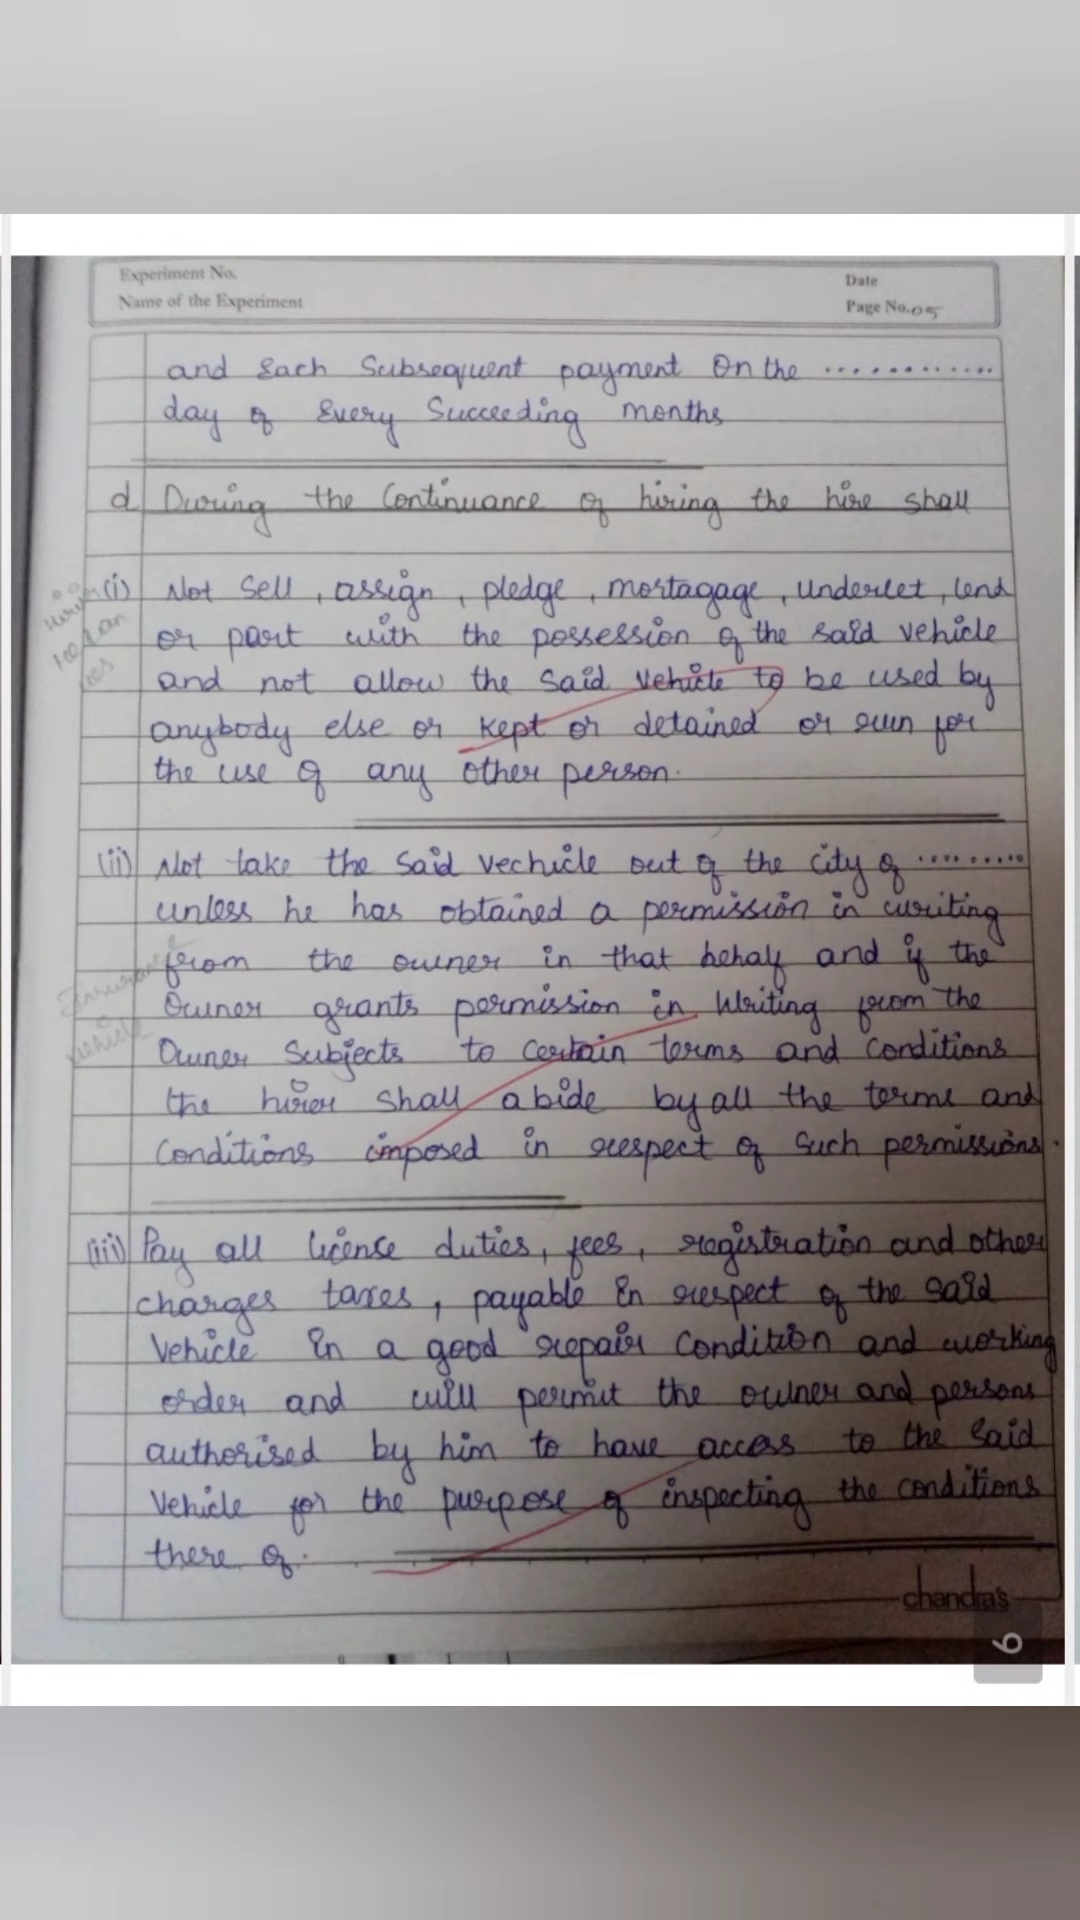 Experiment No.
Name of the Experiment
Date
Page No. 05
and Each Subsequent payment On the .............
day of Every Succeeding months
d During the Continuance of hiring the hire shall
(i) Not Sell, assign, pledge, mortagage, underlet, lend
or part with the possession of the said vehicle
and not allow the said vehicle to be used by
anybody else or kept or detained or run for
the use of any other person.
(ii) Not take the said vechicle out of the city of .........
unless he has obtained a permission in writing
from the owner in that behalf and if the
Owner grants permission in Writing from the
Owner Subjects to certain terms and conditions
the hirer shall abide by all the terms and
Conditions imposed in respect of Such permissions.
Insurance
vehicle
(iii) Pay all licence duties, fees, registration and other
charges taxes, payable in respect of the said
Vehicle in a good repair condition and working
order and will permit the owner and persons
authorised by him to have access to the said
Vehicle for the purpose of inspecting the conditions
there of.
chandra's
6